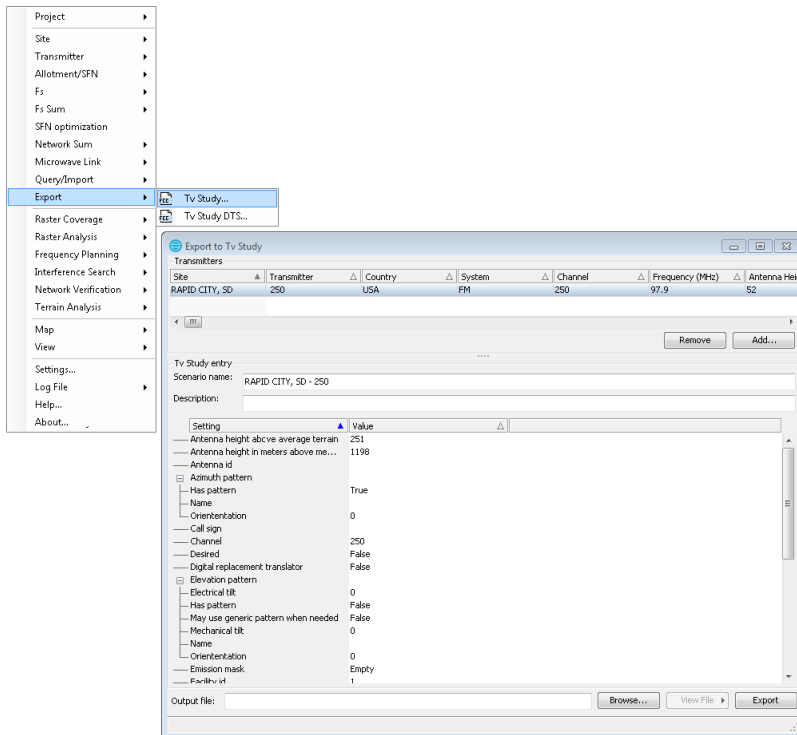 Project
Site
Transmitter
Allotment/SFN
Fs
Fs Sum
SFN optimization
Network Sum
Microwave Link
Query/Import
Export
Raster Coverage
Raster Analysis
Frequency Planning
Interference Search
Network Verification
Terrain Analysis
Map
View
Settings...
Log File
Help...
About...
FCC Tv Study...
FCC Tv Study DTS...
Export to Tv Study
Transmitters
Site Transmitter Country System Channel Frequency (MHz) Antenna Hei
RAPID CITY, SD 250 USA FM 250 97.9 52
Remove Add...
Tv Study entry
Scenario name: RAPID CITY, SD - 250
Description:
Setting Value
Antenna height above average terrain 251
Antenna height in meters above me... 1198
Antenna id
Azimuth pattern
Has pattern True
Name
Oriententation 0
Call sign
Channel 250
Desired False
Digital replacement translator False
Elevation pattern
Electrical tilt 0
Has pattern False
May use generic pattern when needed False
Mechanical tilt 0
Name
Oriententation 0
Emission mask Empty
Facility id 1
Output file: Browse... View File Export